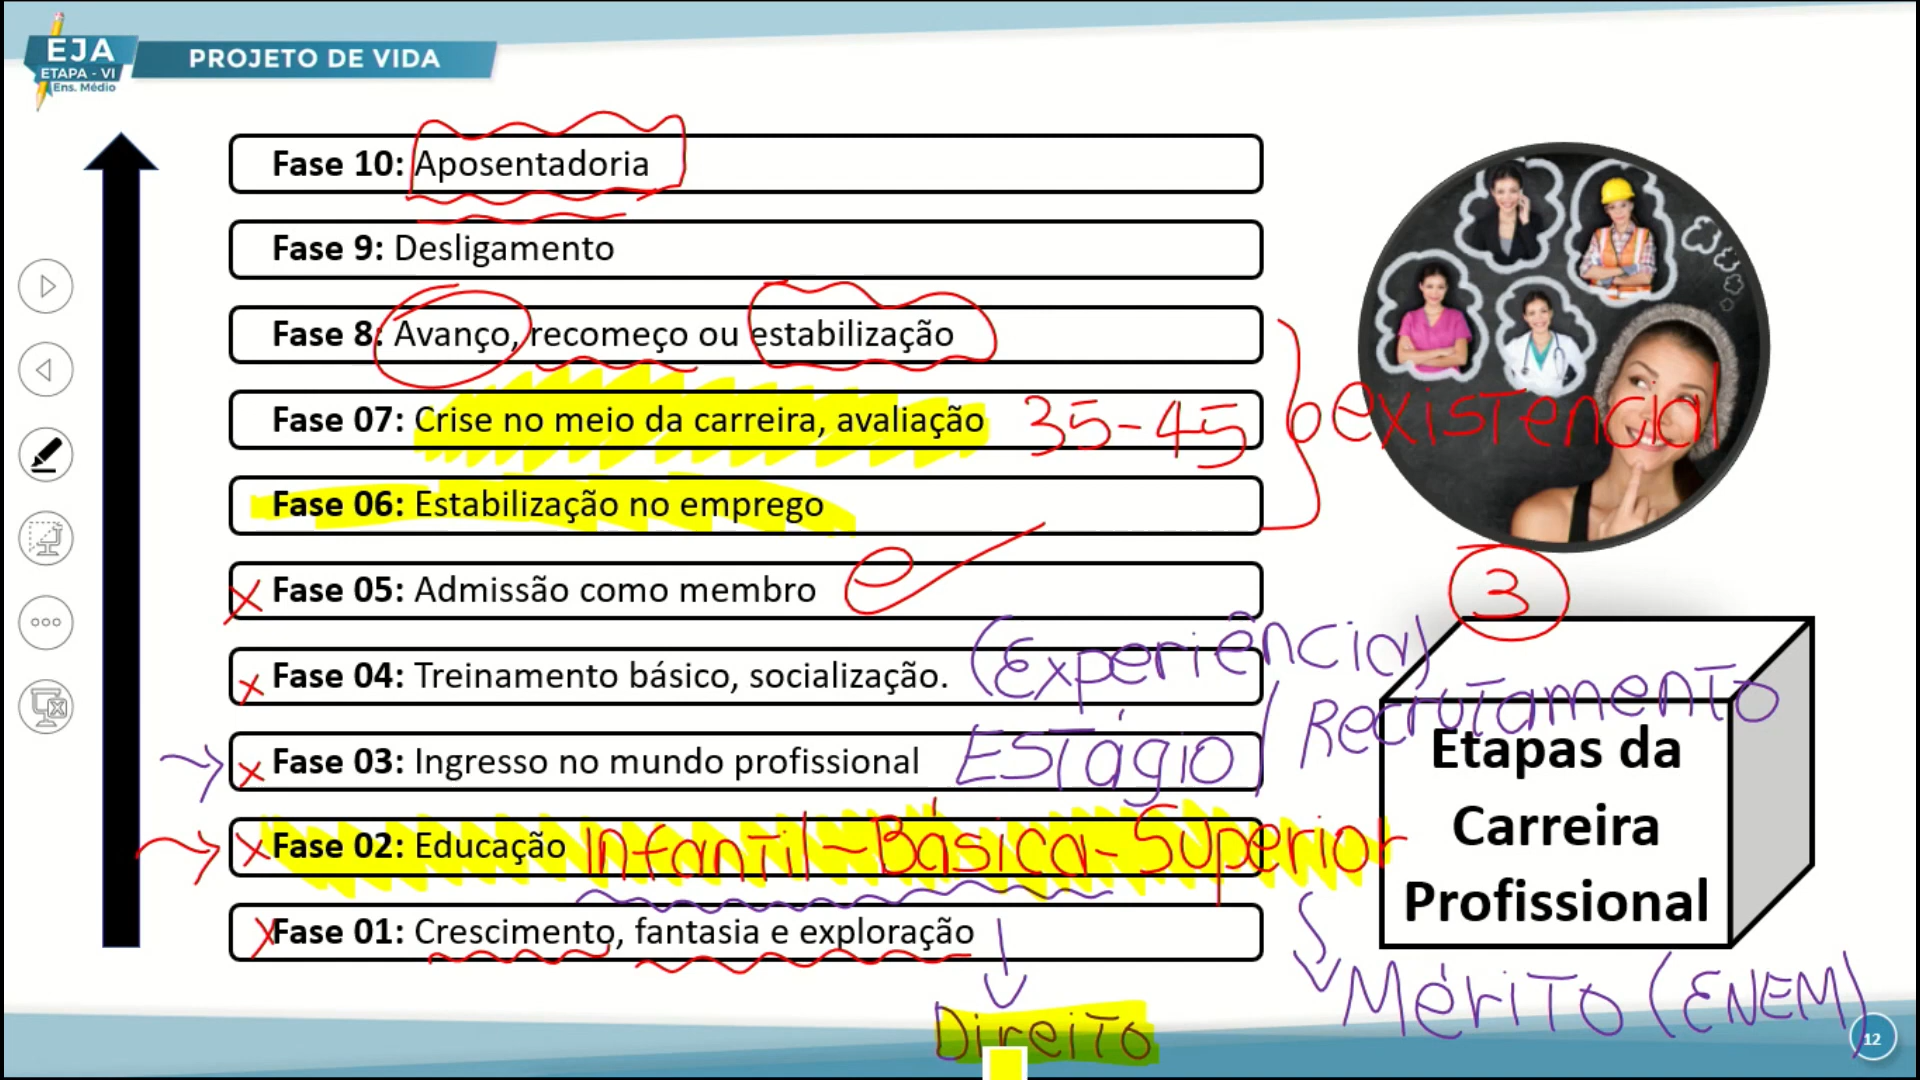 EJA
ETAPA - VI
Ens. Médio
PROJETO DE VIDA
Fase 10: Aposentadoria
Fase 9: Desligamento
Fase 8: Avanço, recomeço ou estabilização
Fase 07: Crise no meio da carreira, avaliação 35-45
existencial
Fase 06: Estabilização no emprego
Fase 05: Admissão como membro
3
Fase 04: Treinamento básico, socialização. (Experiência)
Fase 03: Ingresso no mundo profissional Estágio / Recrutamento
Fase 02: Educação Infantil-Básica-Superior
Fase 01: Crescimento, fantasia e exploração
Etapas da
Carreira
Profissional
Direito
Mérito (ENEM)
12